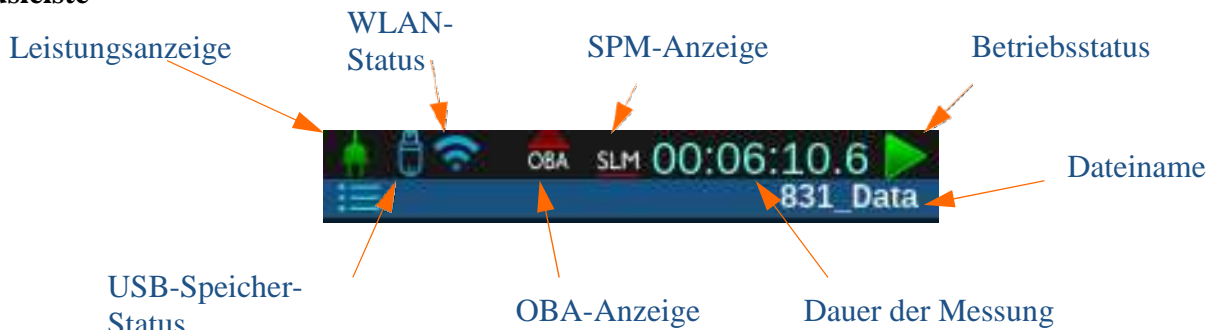 WLAN-
Status
Leistungsanzeige
SPM-Anzeige
Betriebsstatus
OBA
SLM 00:06:10.6
831_Data
Dateiname
USB-Speicher-
Status
OBA-Anzeige
Dauer der Messung